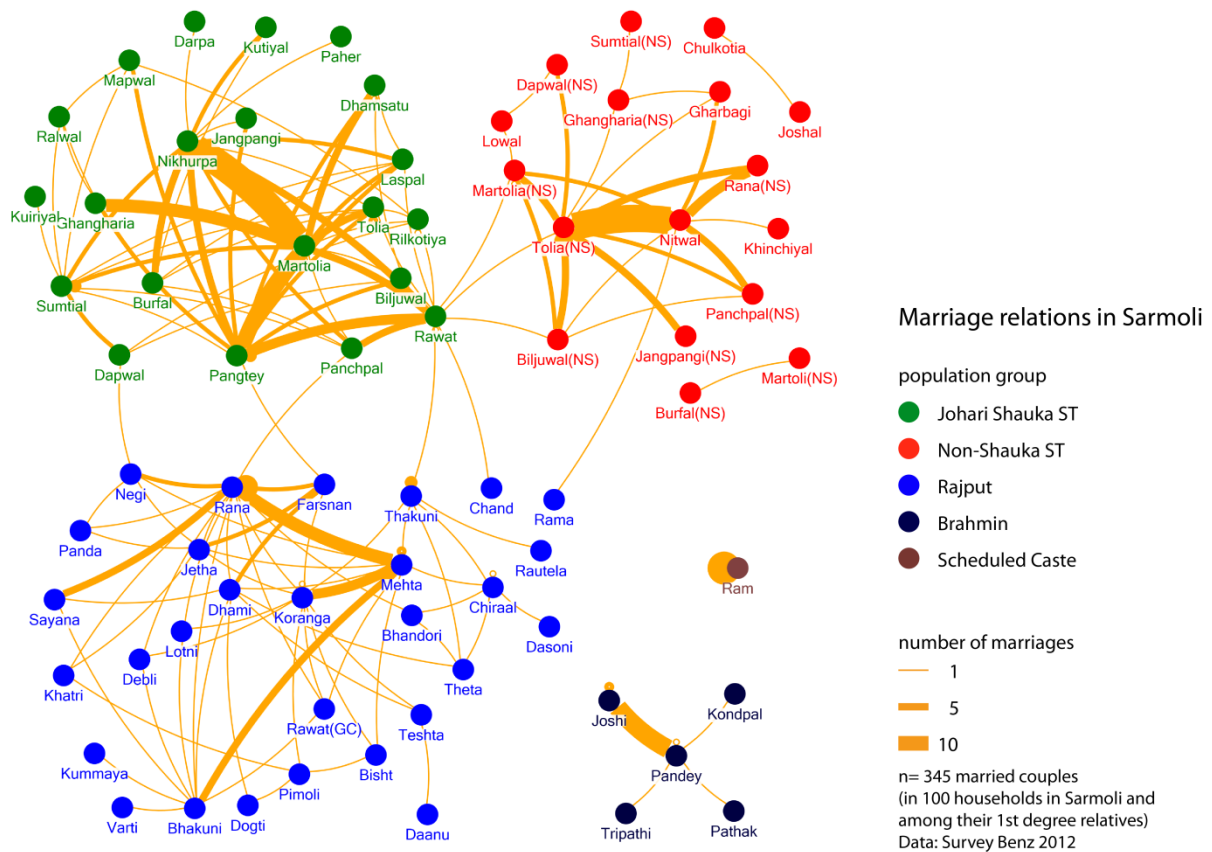 Darpa
Kutiyal
Paher
Mapwal
Dhamsatu
Ralwal
Jangpangi
Nikhurpa
Laspal
Kuiriyal
Ghangharia
Tolia
Rilkotiya
Martolia
Sumtial
Burfal
Biljuwal
Rawat
Dapwal
Pangtey
Panchpal
Sumtial(NS)
Chulkotia
Dapwal(NS)
Ghangharia(NS)
Gharbagi
Joshal
Lowal
Martolia(NS)
Rana(NS)
Tolia(NS)
Nitwal
Khinchiyal
Panchpal(NS)
Biljuwal(NS)
Jangpangi(NS)
Martoli(NS)
Burfal(NS)
Negi
Rana
Farsnan
Thakuni
Chand
Rama
Panda
Jetha
Mehta
Rautela
Sayana
Dhami
Koranga
Chiraal
Bhandori
Dasoni
Lotni
Khatri
Debli
Theta
Rawat(GC)
Teshta
Kummaya
Pimoli
Bisht
Varti
Bhakuni
Dogti
Daanu
Ram
Joshi
Kondpal
Pandey
Tripathi
Pathak
Marriage relations in Sarmoli
population group
Johari Shauka ST
Non-Shauka ST
Rajput
Brahmin
Scheduled Caste
number of marriages
1
5
10
n= 345 married couples
(in 100 households in Sarmoli and
among their 1st degree relatives)
Data: Survey Benz 2012